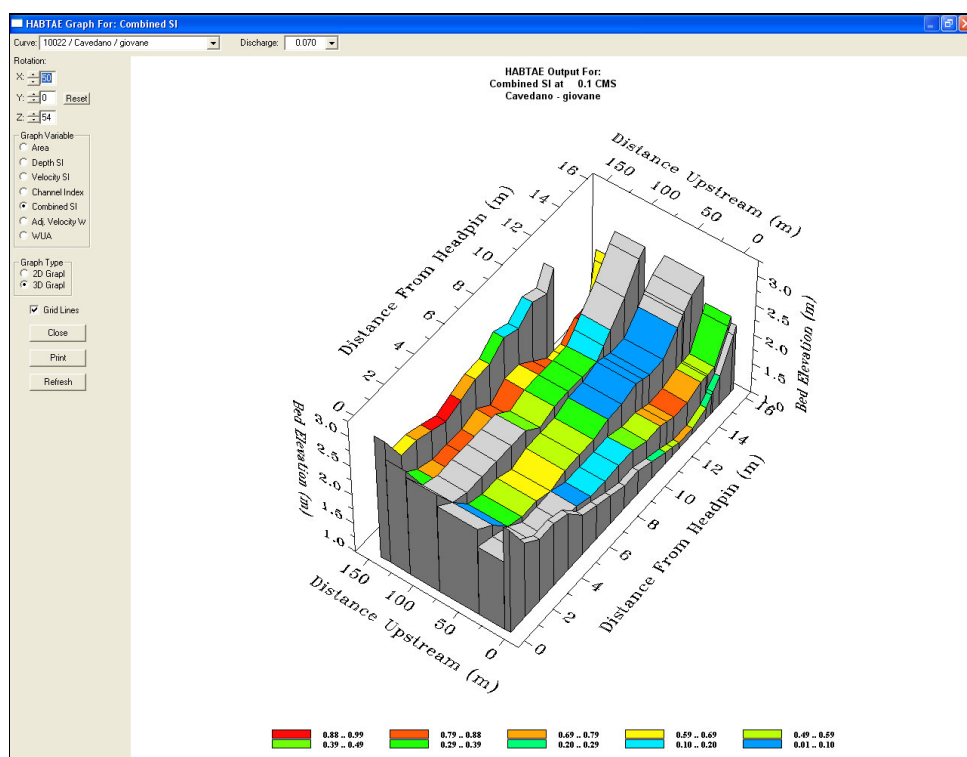 HABTAE Graph For: Combined SI
Curve: 10022 / Cavedano / giovane Discharge: 0.070
Rotation:
X: 50
Y: 0 Reset
Z: 54
Graph Variable
Area
Depth SI
Velocity SI
Channel Index
Combined SI
Adj. Velocity W
WUA
Graph Type
2D Grapl
3D Grapl
Grid Lines
Close
Print
Refresh
HABTAE Output For:
Combined SI at 0.1 CMS
Cavedano - giovane
Distance Upstream (m)
150 100 50 0
Distance From Headpin (m)
0 2 4 6 8 10 12 14 16
Bed Elevation (m)
3.0 2.5 2.0 1.5 1.0
Bed Elevation (m)
3.0 2.5 2.0 1.5 1.0
Distance Upstream (m)
150 100 50 0
Distance From Headpin (m)
0 2 4 6 8 10 12 14 16
0.88 .. 0.99 0.79 .. 0.88 0.69 .. 0.79 0.59 .. 0.69 0.49 .. 0.59
0.39 .. 0.49 0.29 .. 0.39 0.20 .. 0.29 0.10 .. 0.20 0.01 .. 0.10